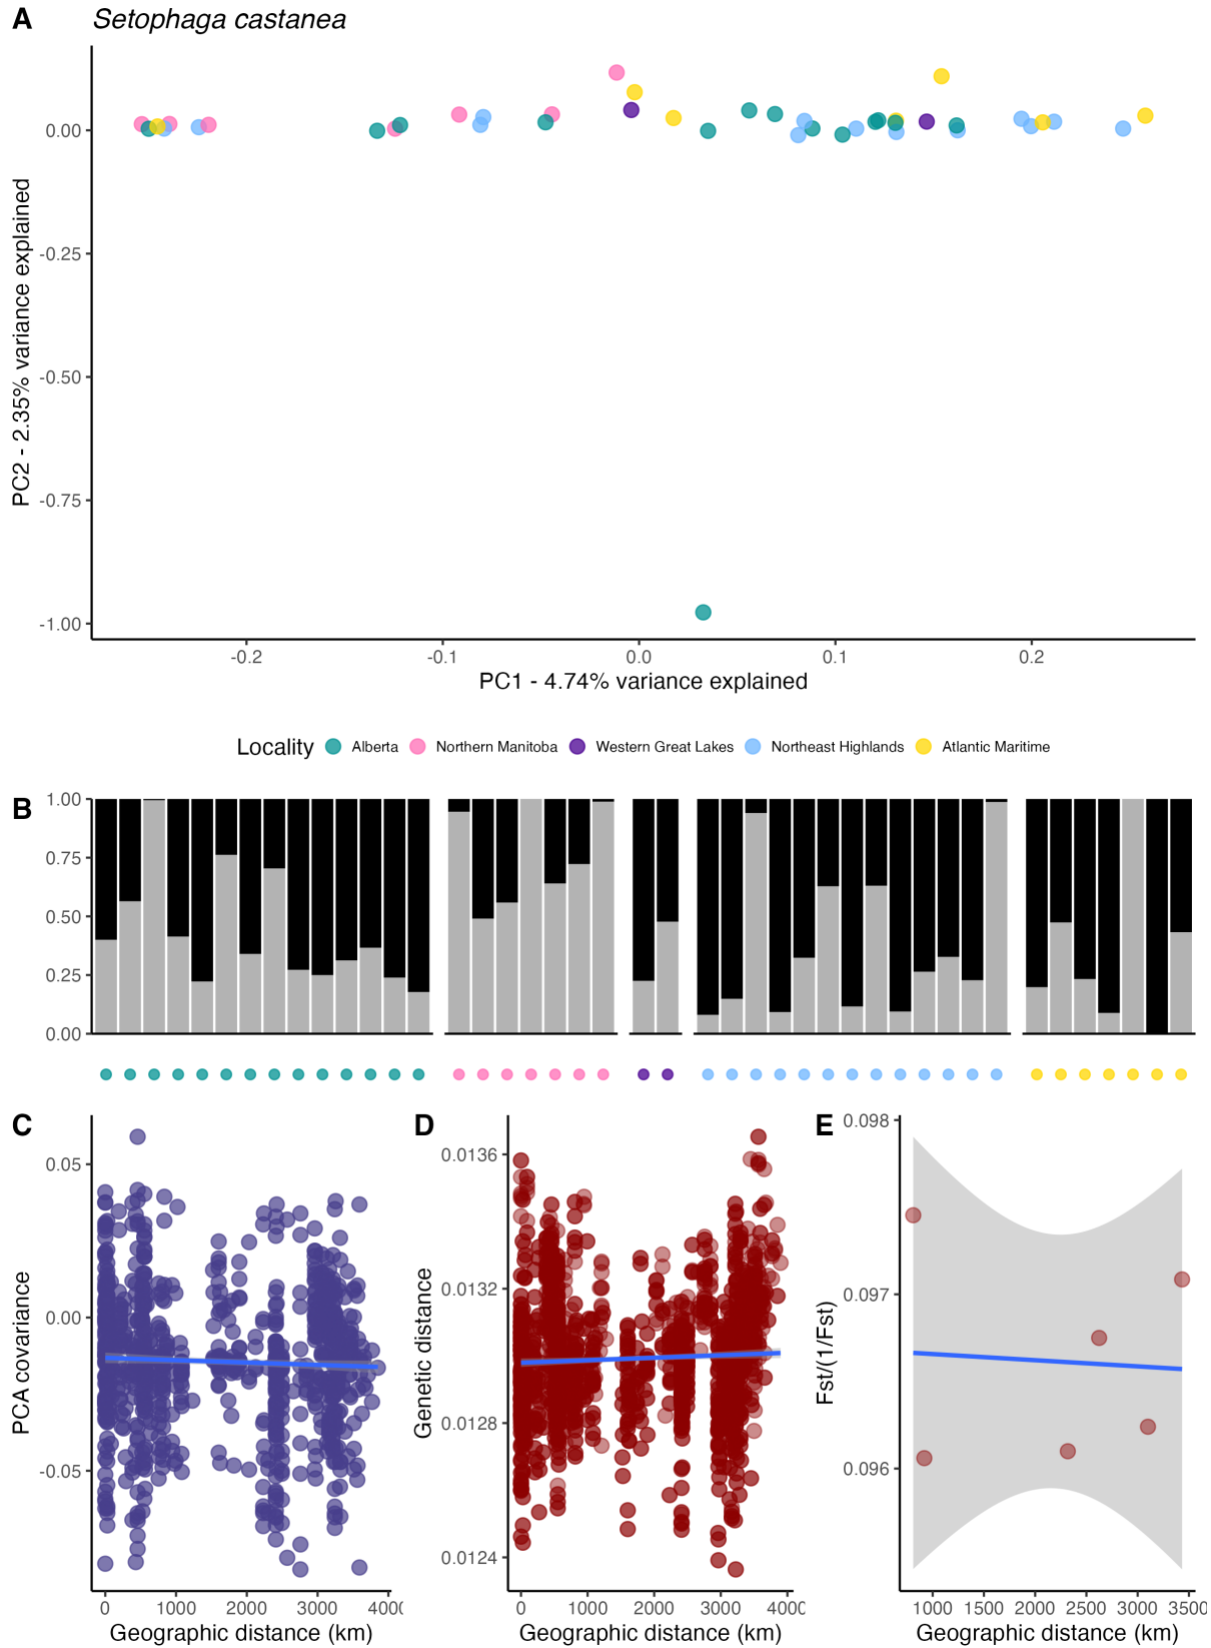 A Setophaga castanea
PC2 - 2.35% variance explained
0.00
-0.25
-0.50
-0.75
-1.00
-0.2 -0.1 0.0 0.1 0.2
PC1 - 4.74% variance explained
Locality Alberta Northern Manitoba Western Great Lakes Northeast Highlands Atlantic Maritime
B
1.00
0.75
0.50
0.25
0.00
C
PCA covariance
0.05
0.00
-0.05
0 1000 2000 3000 400
Geographic distance (km)
D
Genetic distance
0.0136
0.0132
0.0128
0.0124
0 1000 2000 3000 400
Geographic distance (km)
E
Fst/(1/Fst)
0.098
0.097
0.096
1000 1500 2000 2500 3000 3500
Geographic distance (km)